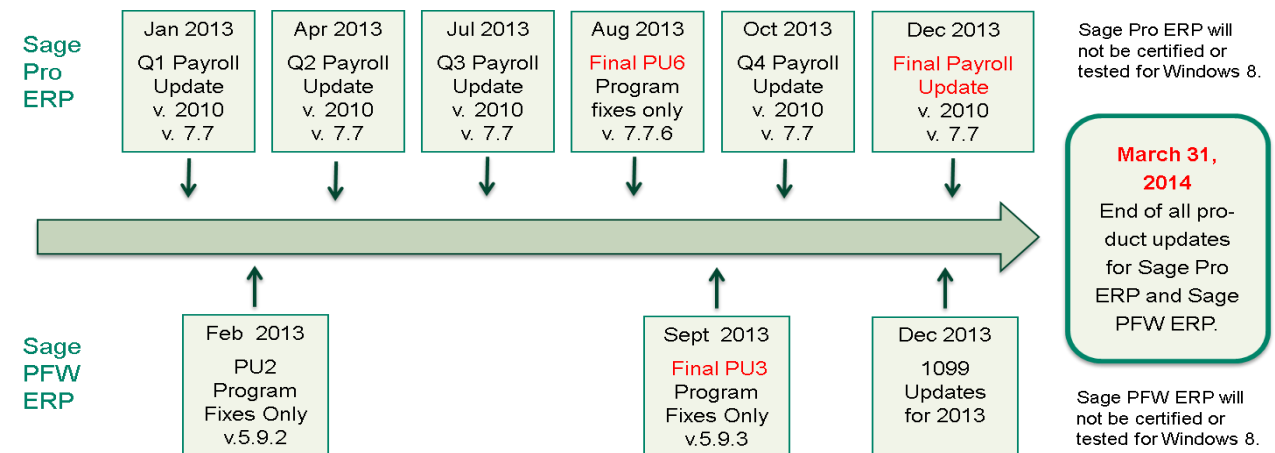 Sage
Pro
ERP
Jan 2013
Q1 Payroll
Update
v. 2010
v. 7.7
Apr 2013
Q2 Payroll
Update
v. 2010
v. 7.7
Jul 2013
Q3 Payroll
Update
v. 2010
v. 7.7
Aug 2013
Final PU6
Program
fixes only
v. 7.7.6
Oct 2013
Q4 Payroll
Update
v. 2010
v. 7.7
Dec 2013
Final Payroll
Update
v. 2010
v. 7.7
Sage Pro ERP will
not be certified or
tested for Windows 8.
March 31,
2014
End of all pro-
duct updates
for Sage Pro
ERP and Sage
PFW ERP.
Sage
PFW
ERP
Feb 2013
PU2
Program
Fixes Only
v.5.9.2
Sept 2013
Final PU3
Program
Fixes Only
v.5.9.3
Dec 2013
1099
Updates
for 2013
Sage PFW ERP will
not be certified or
tested for Windows 8.